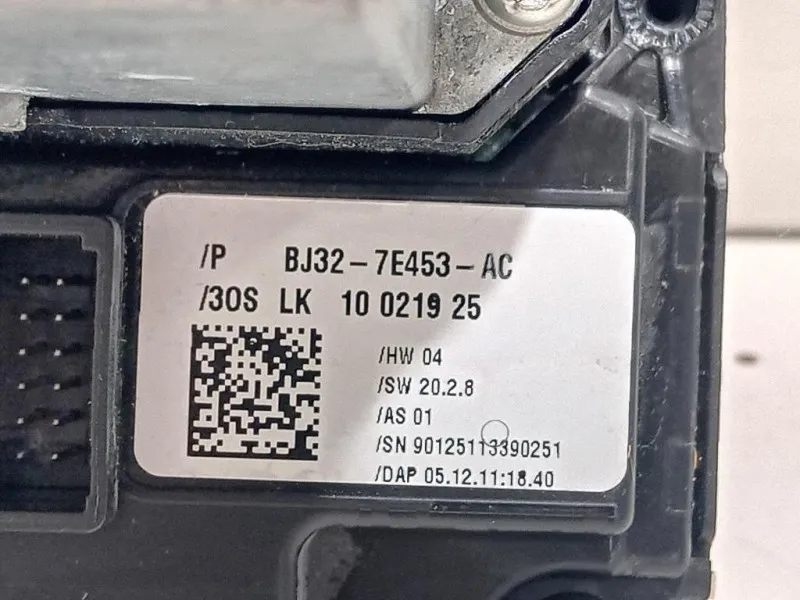 /P BJ32-7E453-AC
/3OS LK 10 0219 25
/HW 04
/SW 20.2.8
/AS 01
/SN 90125113390251
/DAP 05.12.11:18.40